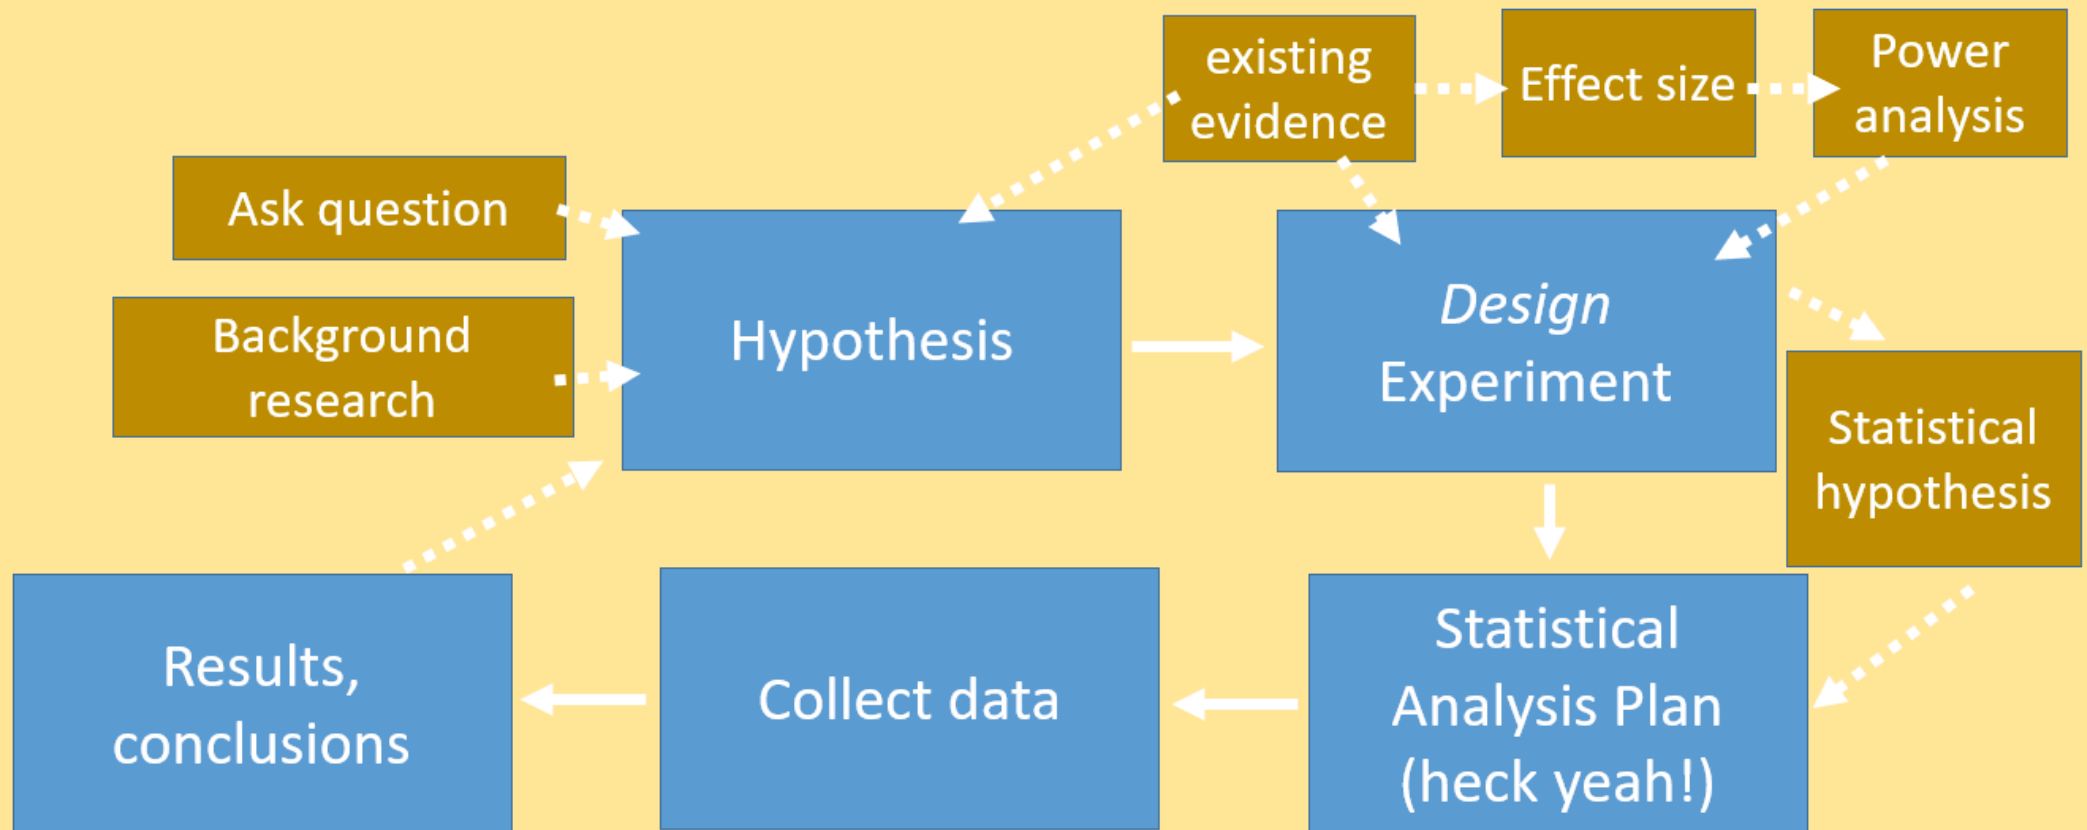 existing
evidence
Effect size
Power
analysis
Ask question
Background
research
Hypothesis
Design
Experiment
Statistical
hypothesis
Results,
conclusions
Collect data
Statistical
Analysis Plan
(heck yeah!)